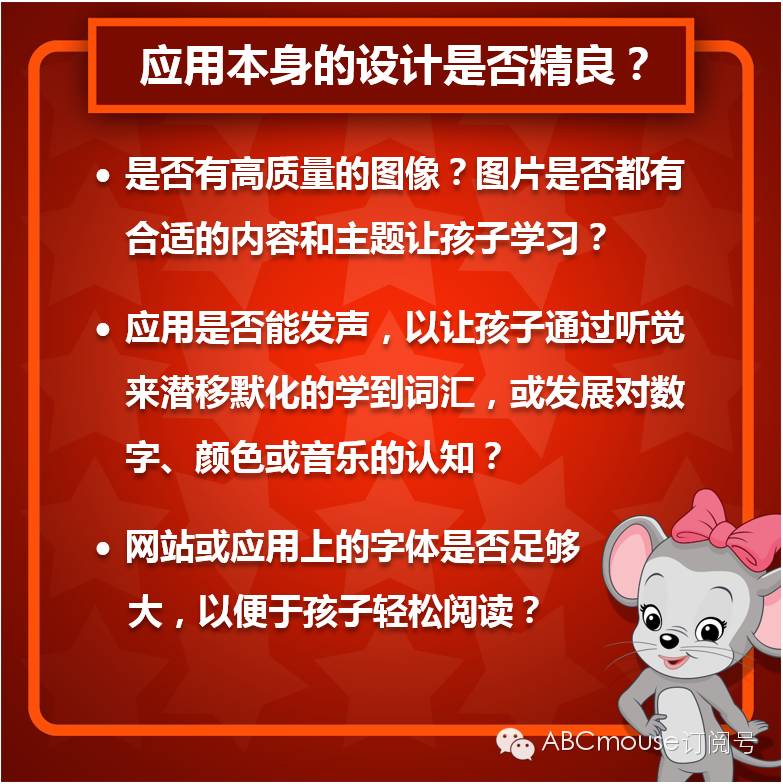 应用本身的设计是否精良？
• 是否有高质量的图像？图片是否都有
合适的内容和主题让孩子学习？
• 应用是否能发声，以让孩子通过听觉
来潜移默化的学到词汇，或发展对数
字、颜色或音乐的认知？
• 网站或应用上的字体是否足够
大，以便于孩子轻松阅读？
ABCmouse订阅号